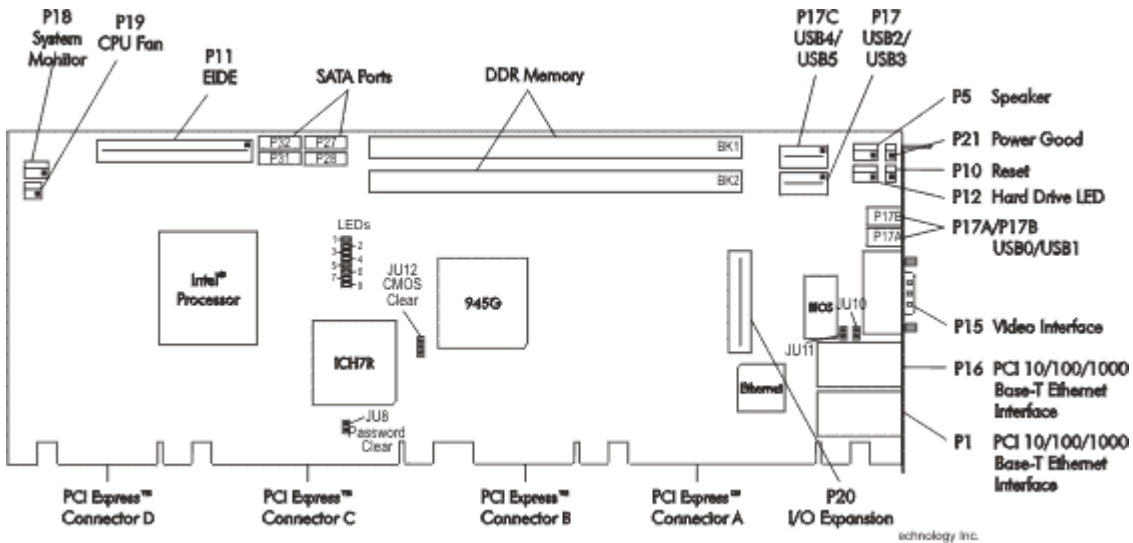 P18
System
Monitor
P19
CPU Fan
P11
EIDE
SATA Ports
DDR Memory
P17C
USB4/
USB5
P17
USB2/
USB3
P5 Speaker
P21 Power Good
P10 Reset
P12 Hard Drive LED
P17A/P17B
USB0/USB1
P15 Video Interface
P16 PCI 10/100/1000
Base-T Ethernet
Interface
P1 PCI 10/100/1000
Base-T Ethernet
Interface
P32 P27
P31 P28
BK1
BK2
P17B
P17A
LEDs
1
2
3
4
5
6
7
8
Intel®
Processor
JU12
CMOS
Clear
945G
BIOS
JU10
JU11
ICH7R
Ethernet
JU8
Password
Clear
PCI Express™
Connector D
PCI Express™
Connector C
PCI Express™
Connector B
PCI Express™
Connector A
P20
I/O Expansion
echnology Inc.